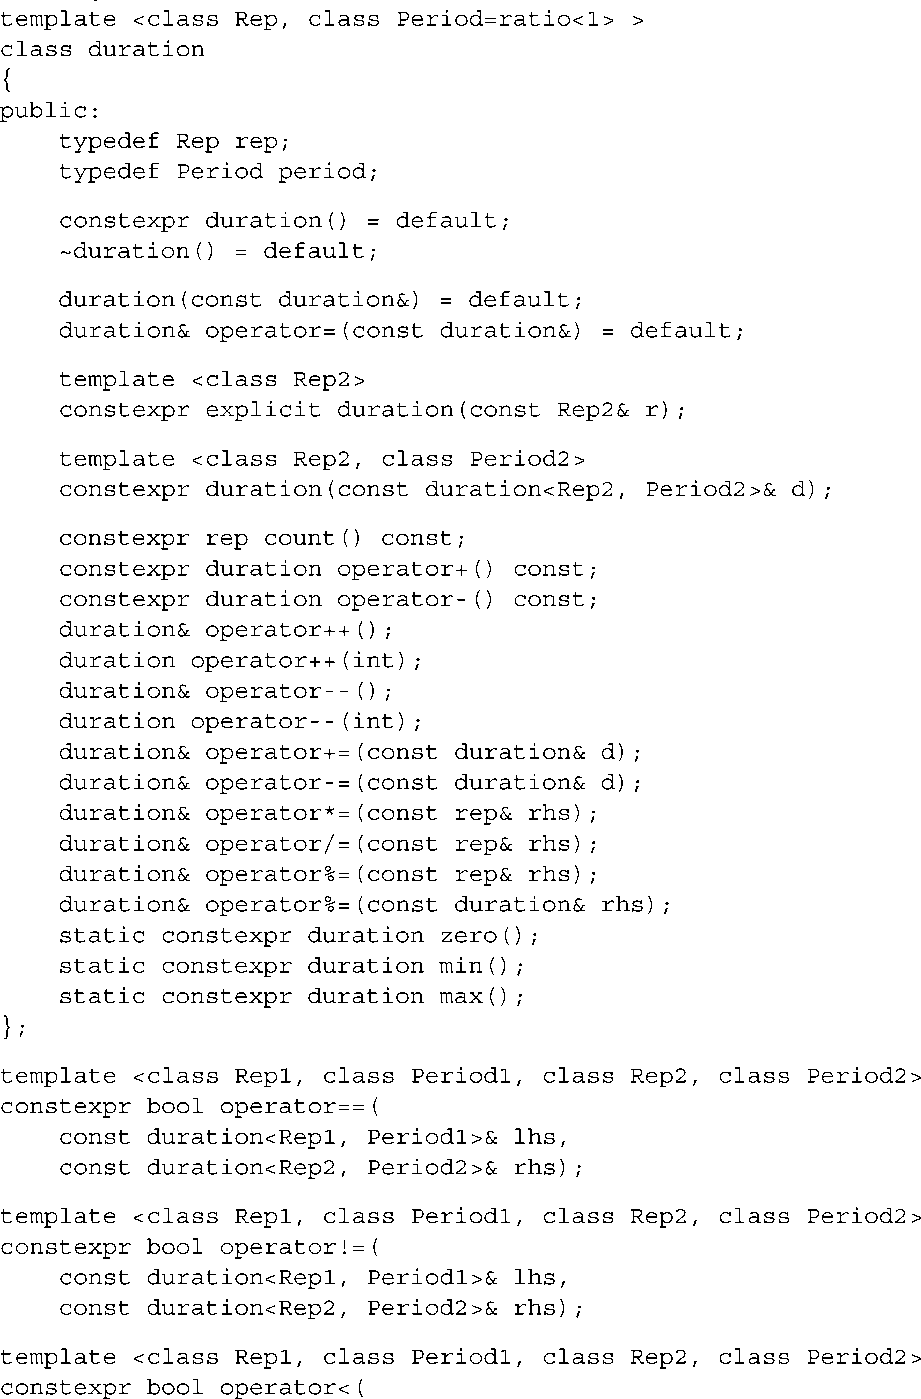 template <class Rep, class Period=ratio<1> >
class duration
{
public:
    typedef Rep rep;
    typedef Period period;

    constexpr duration() = default;
    ~duration() = default;

    duration(const duration&) = default;
    duration& operator=(const duration&) = default;

    template <class Rep2>
    constexpr explicit duration(const Rep2& r);

    template <class Rep2, class Period2>
    constexpr duration(const duration<Rep2, Period2>& d);

    constexpr rep count() const;
    constexpr duration operator+() const;
    constexpr duration operator-() const;
    duration& operator++();
    duration operator++(int);
    duration& operator--();
    duration operator--(int);
    duration& operator+=(const duration& d);
    duration& operator-=(const duration& d);
    duration& operator*=(const rep& rhs);
    duration& operator/=(const rep& rhs);
    duration& operator%=(const rep& rhs);
    duration& operator%=(const duration& rhs);
    static constexpr duration zero();
    static constexpr duration min();
    static constexpr duration max();
};

template <class Rep1, class Period1, class Rep2, class Period2>
constexpr bool operator==(
    const duration<Rep1, Period1>& lhs,
    const duration<Rep2, Period2>& rhs);

template <class Rep1, class Period1, class Rep2, class Period2>
constexpr bool operator!=(
    const duration<Rep1, Period1>& lhs,
    const duration<Rep2, Period2>& rhs);

template <class Rep1, class Period1, class Rep2, class Period2>
constexpr bool operator<(